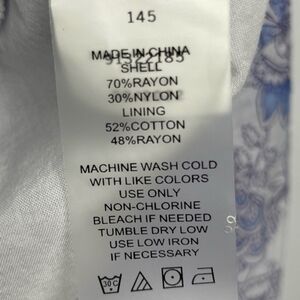 145
MADE IN CHINA
SHELL
70%RAYON
30%NYLON
LINING
52%COTTON
48%RAYON
MACHINE WASH COLD
WITH LIKE COLORS
USE ONLY
NON-CHLORINE
BLEACH IF NEEDED
TUMBLE DRY LOW
USE LOW IRON
IF NECESSARY
30C